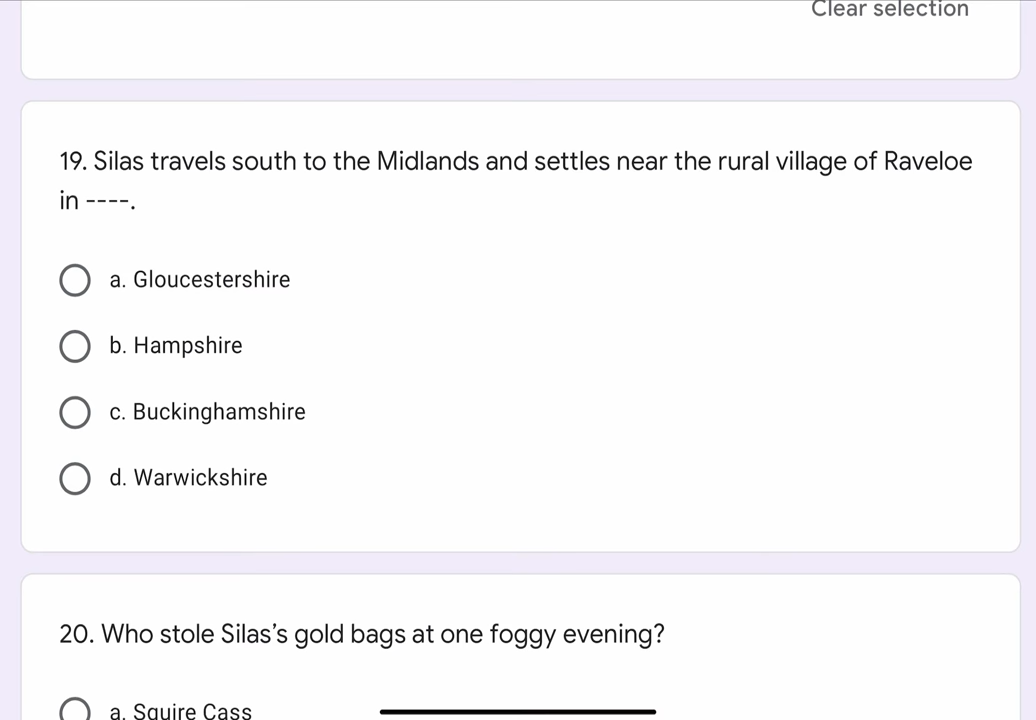 Clear selection
19. Silas travels south to the Midlands and settles near the rural village of Raveloe
in ----.
a. Gloucestershire
b. Hampshire
c. Buckinghamshire
d. Warwickshire
20. Who stole Silas’s gold bags at one foggy evening?
a. Squire Cass